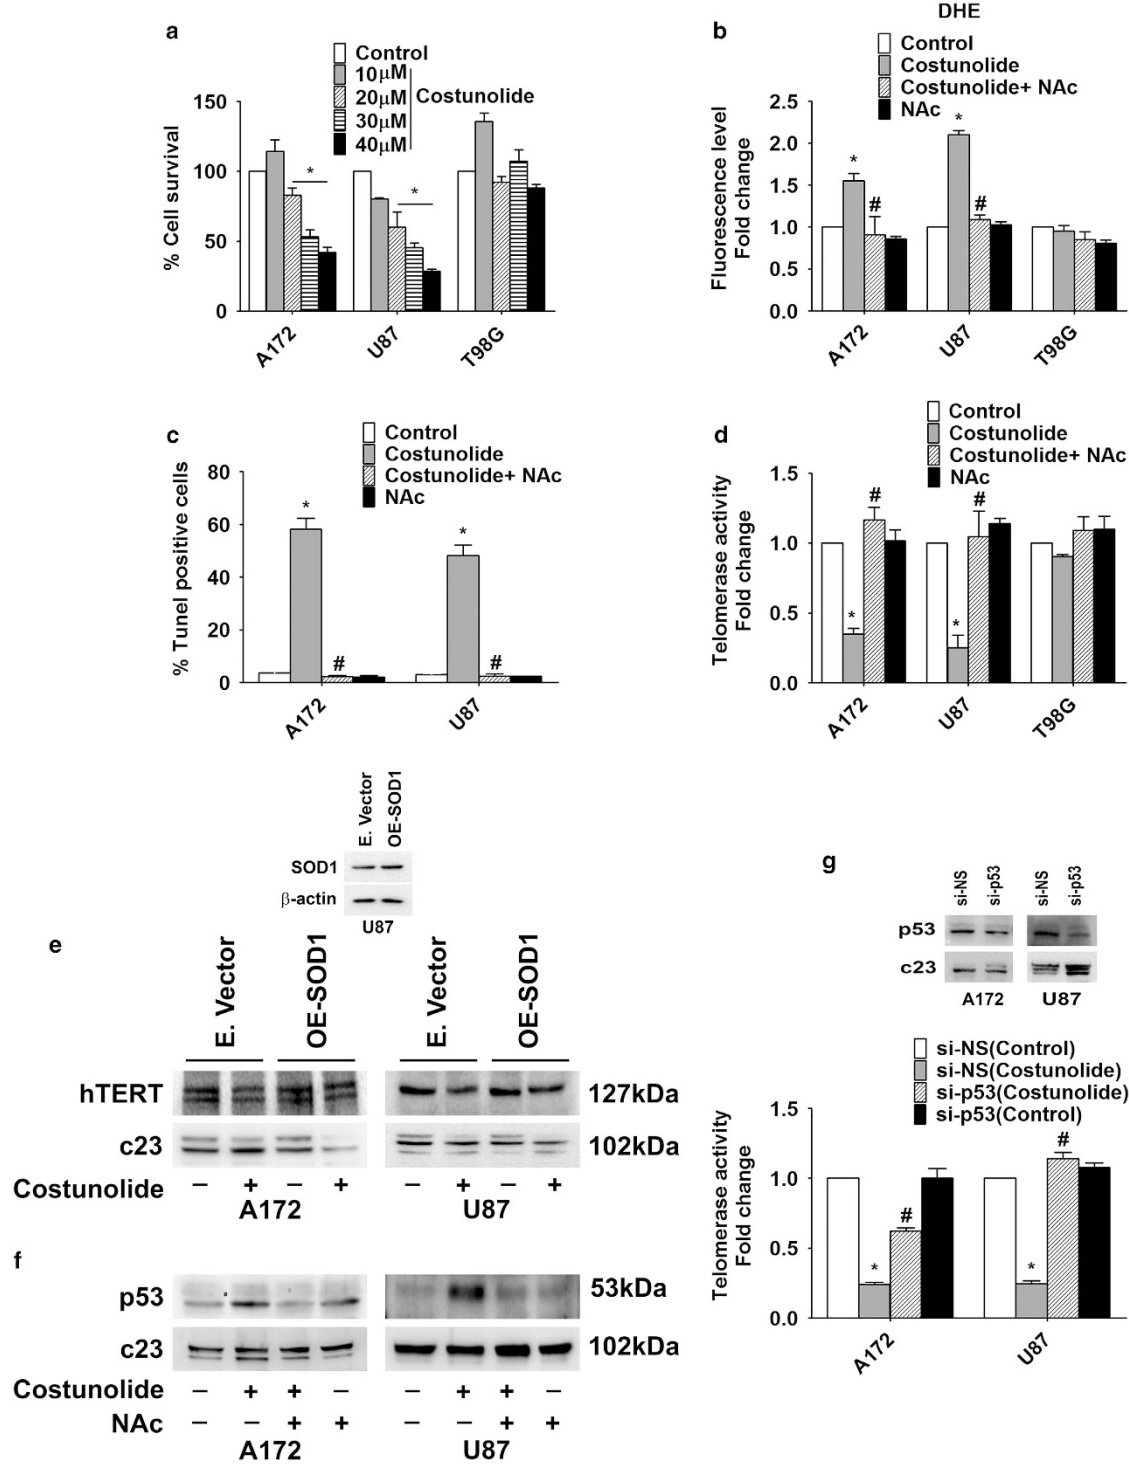 a
Control
10μM
20μM
30μM
40μM
Costunolide
% Cell survival
150
100
50
0
*
*
A172
U87
T98G
b
DHE
Control
Costunolide
Costunolide+ NAc
NAc
Fluorescence level
Fold change
2.5
2.0
1.5
1.0
0.5
0.0
*
#
*
#
A172
U87
T98G
c
Control
Costunolide
Costunolide+ NAc
NAc
% Tunel positive cells
80
60
40
20
0
*
#
*
#
A172
U87
d
Control
Costunolide
Costunolide+ NAc
NAc
Telomerase activity
Fold change
1.5
1.0
0.5
0.0
*
#
*
#
A172
U87
T98G
E. Vector
OE-SOD1
SOD1
β-actin
U87
e
E. Vector
OE-SOD1
E. Vector
OE-SOD1
hTERT
127kDa
c23
102kDa
Costunolide − + − + − + − +
A172
U87
f
p53
53kDa
c23
102kDa
Costunolide − + + − − + + −
NAc − − + + − − + +
A172
U87
g
si-NS
si-p53
si-NS
si-p53
p53
c23
A172
U87
si-NS(Control)
si-NS(Costunolide)
si-p53(Costunolide)
si-p53(Control)
Telomerase activity
Fold change
1.5
1.0
0.5
0.0
*
#
*
#
A172
U87